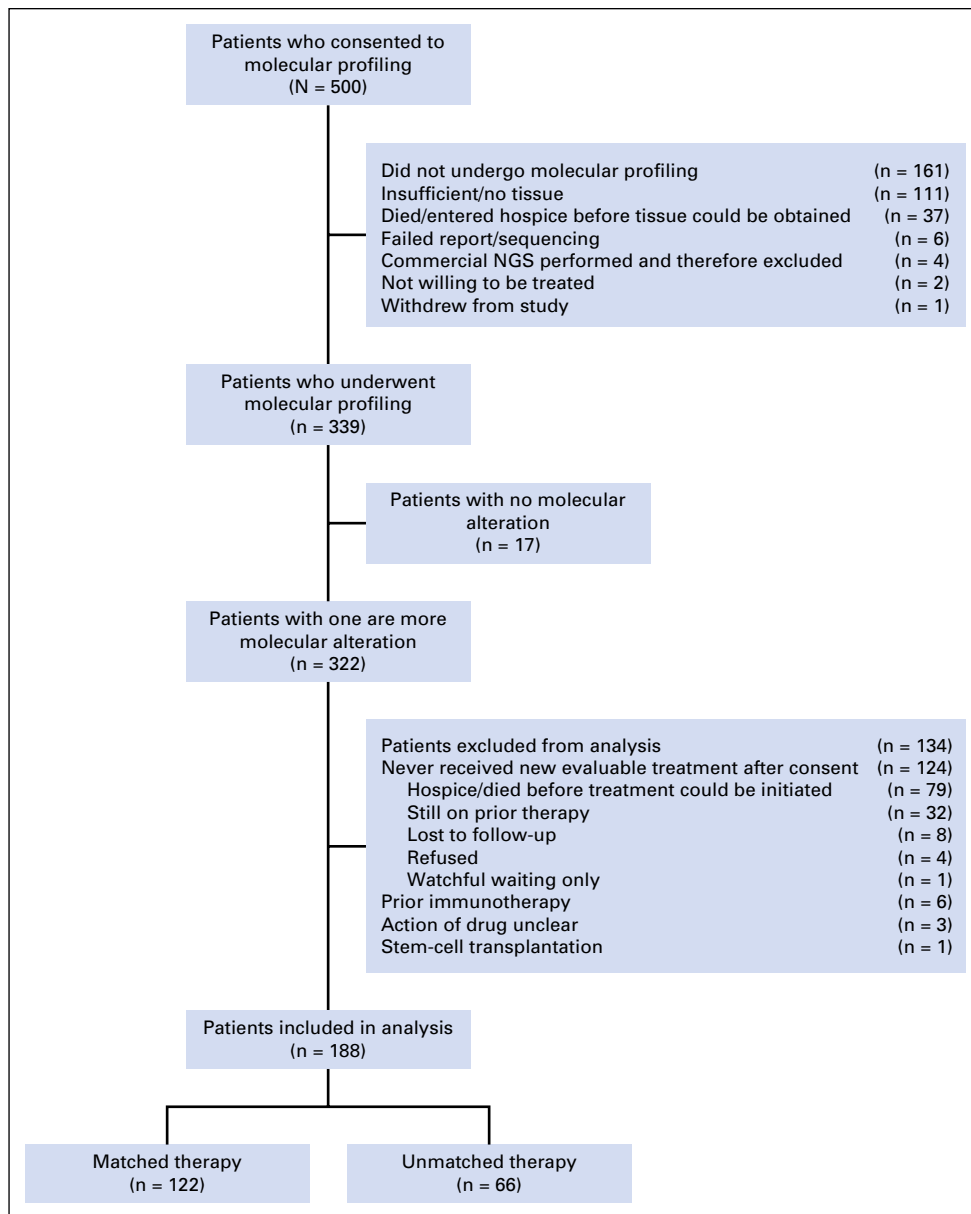 Patients who consented to
molecular profiling
(N = 500)
Did not undergo molecular profiling (n = 161)
Insufficient/no tissue (n = 111)
Died/entered hospice before tissue could be obtained (n = 37)
Failed report/sequencing (n = 6)
Commercial NGS performed and therefore excluded (n = 4)
Not willing to be treated (n = 2)
Withdrew from study (n = 1)
Patients who underwent
molecular profiling
(n = 339)
Patients with no molecular
alteration
(n = 17)
Patients with one are more
molecular alteration
(n = 322)
Patients excluded from analysis (n = 134)
Never received new evaluable treatment after consent (n = 124)
Hospice/died before treatment could be initiated (n = 79)
Still on prior therapy (n = 32)
Lost to follow-up (n = 8)
Refused (n = 4)
Watchful waiting only (n = 1)
Prior immunotherapy (n = 6)
Action of drug unclear (n = 3)
Stem-cell transplantation (n = 1)
Patients included in analysis
(n = 188)
Matched therapy
(n = 122)
Unmatched therapy
(n = 66)